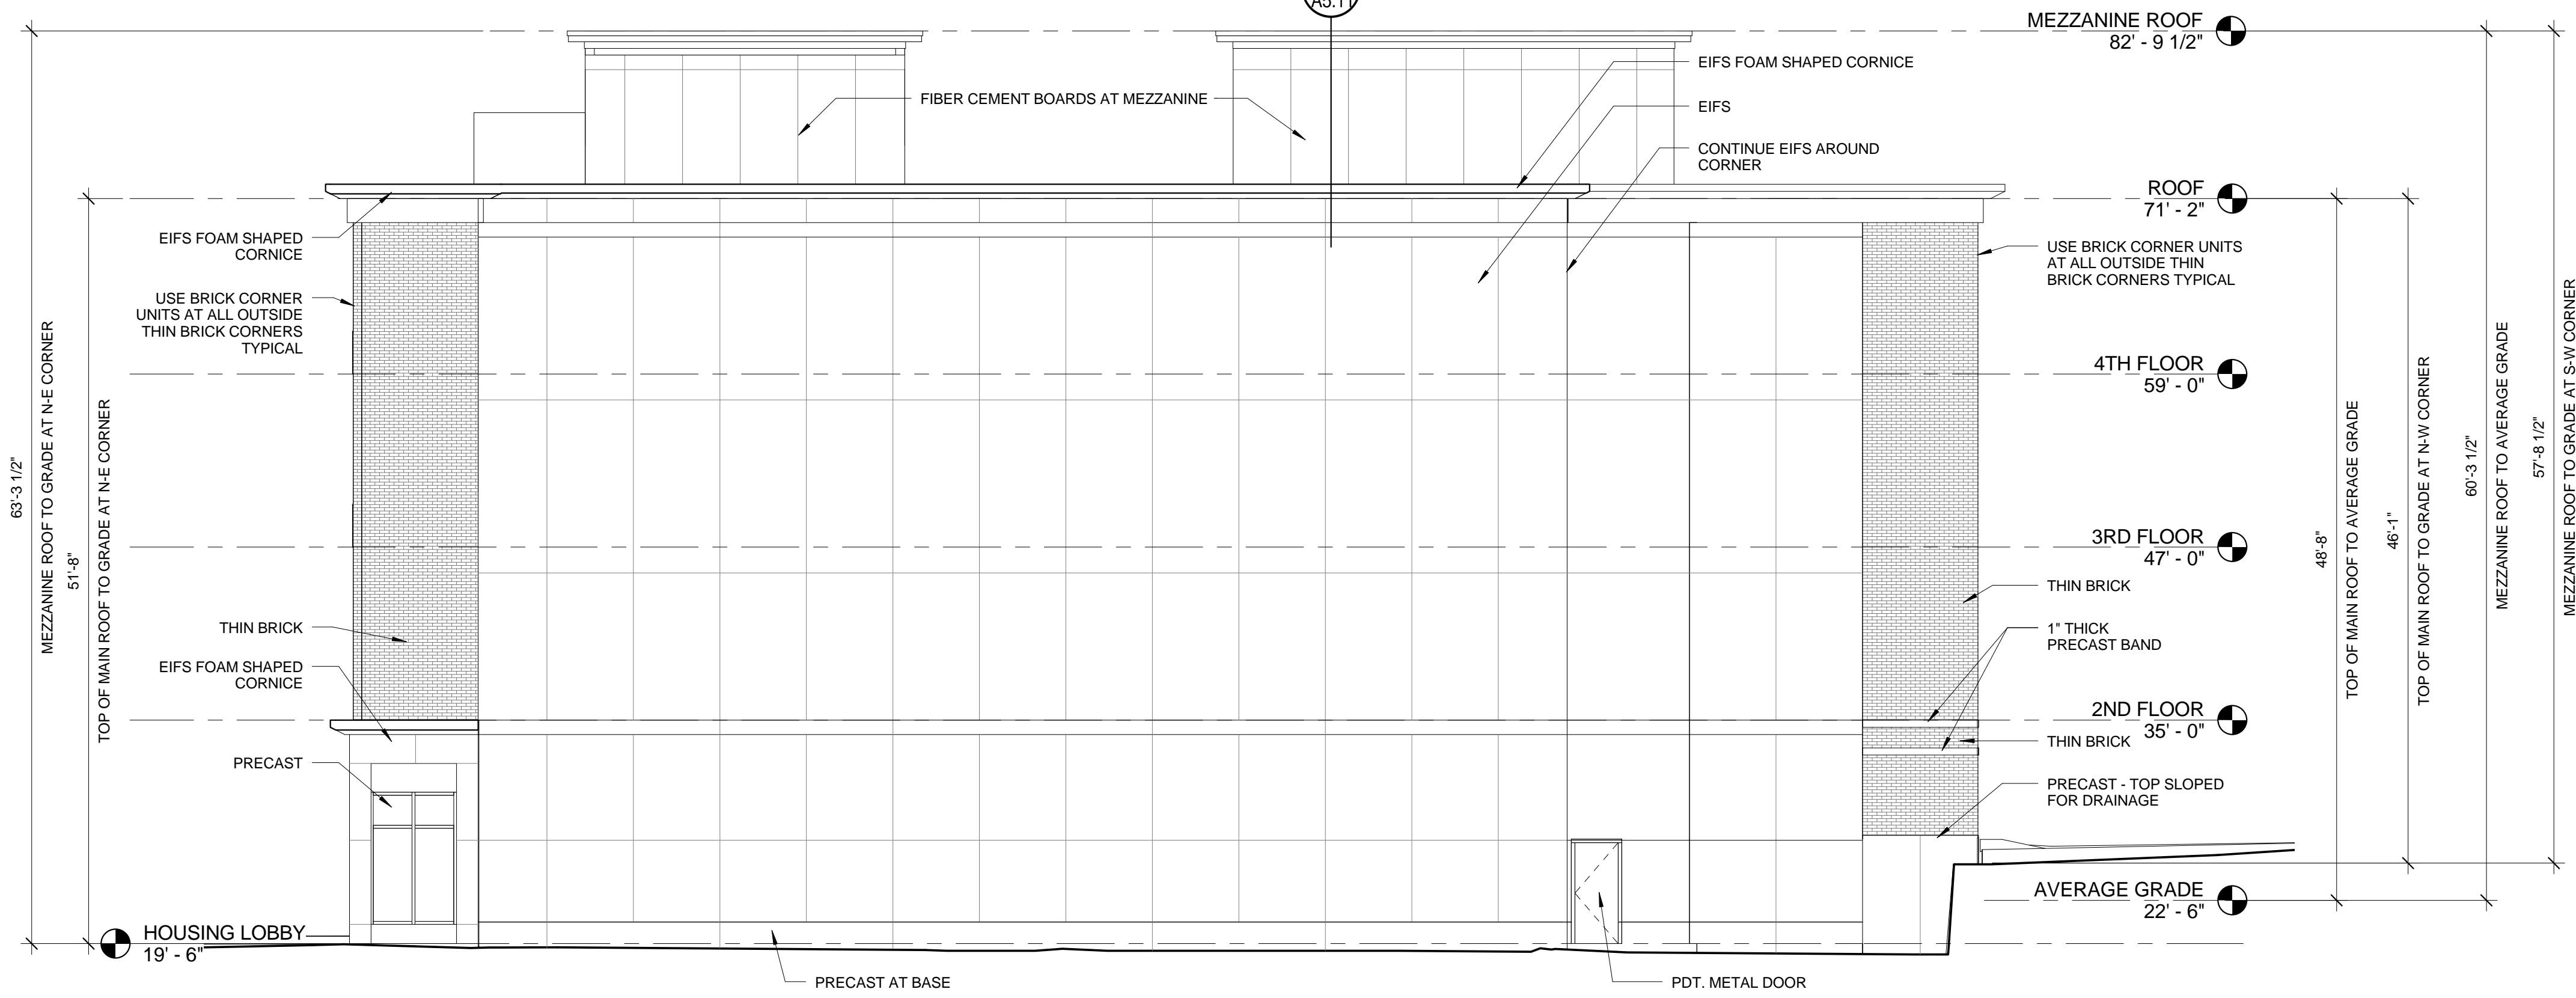 A5.11
MEZZANINE ROOF
82' - 9 1/2"
EIFS FOAM SHAPED CORNICE
FIBER CEMENT BOARDS AT MEZZANINE
EIFS
CONTINUE EIFS AROUND
CORNER
ROOF
71' - 2"
EIFS FOAM SHAPED
CORNICE
USE BRICK CORNER UNITS
AT ALL OUTSIDE THIN
BRICK CORNERS TYPICAL
USE BRICK CORNER
UNITS AT ALL OUTSIDE
THIN BRICK CORNERS
TYPICAL
4TH FLOOR
59' - 0"
3RD FLOOR
47' - 0"
THIN BRICK
THIN BRICK
1" THICK
PRECAST BAND
EIFS FOAM SHAPED
CORNICE
2ND FLOOR
35' - 0"
THIN BRICK
PRECAST
PRECAST - TOP SLOPED
FOR DRAINAGE
AVERAGE GRADE
22' - 6"
HOUSING LOBBY
19' - 6"
PRECAST AT BASE
PDT. METAL DOOR
63'-3 1/2"
MEZZANINE ROOF TO GRADE AT N-E CORNER
51'-8"
TOP OF MAIN ROOF TO GRADE AT N-E CORNER
48'-8"
TOP OF MAIN ROOF TO AVERAGE GRADE
46'-1"
TOP OF MAIN ROOF TO GRADE AT N-W CORNER
60'-3 1/2"
MEZZANINE ROOF TO AVERAGE GRADE
57'-8 1/2"
MEZZANINE ROOF TO GRADE AT S-W CORNER